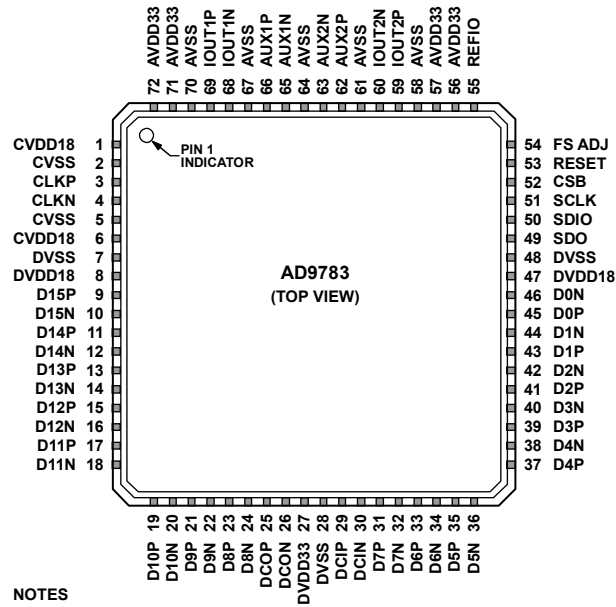 72 AVDD33
71 AVDD33
70 AVSS
69 IOUT1P
68 IOUT1N
67 AVSS
66 AUX1P
65 AUX1N
64 AVSS
63 AUX2N
62 AUX2P
61 AVSS
60 IOUT2N
59 IOUT2P
58 AVSS
57 AVDD33
56 AVDD33
55 REFIO
CVDD18 1
CVSS 2
CLKP 3
CLKN 4
CVSS 5
CVDD18 6
DVSS 7
DVDD18 8
D15P 9
D15N 10
D14P 11
D14N 12
D13P 13
D13N 14
D12P 15
D12N 16
D11P 17
D11N 18
PIN 1
INDICATOR
AD9783
(TOP VIEW)
54 FS ADJ
53 RESET
52 CSB
51 SCLK
50 SDIO
49 SDO
48 DVSS
47 DVDD18
46 D0N
45 D0P
44 D1N
43 D1P
42 D2N
41 D2P
40 D3N
39 D3P
38 D4N
37 D4P
D10P 19
D10N 20
D9P 21
D9N 22
D8P 23
D8N 24
DCOP 25
DCON 26
DVDD33 27
DVSS 28
DCIP 29
DCIN 30
D7P 31
D7N 32
D6P 33
D6N 34
D5P 35
D5N 36
NOTES